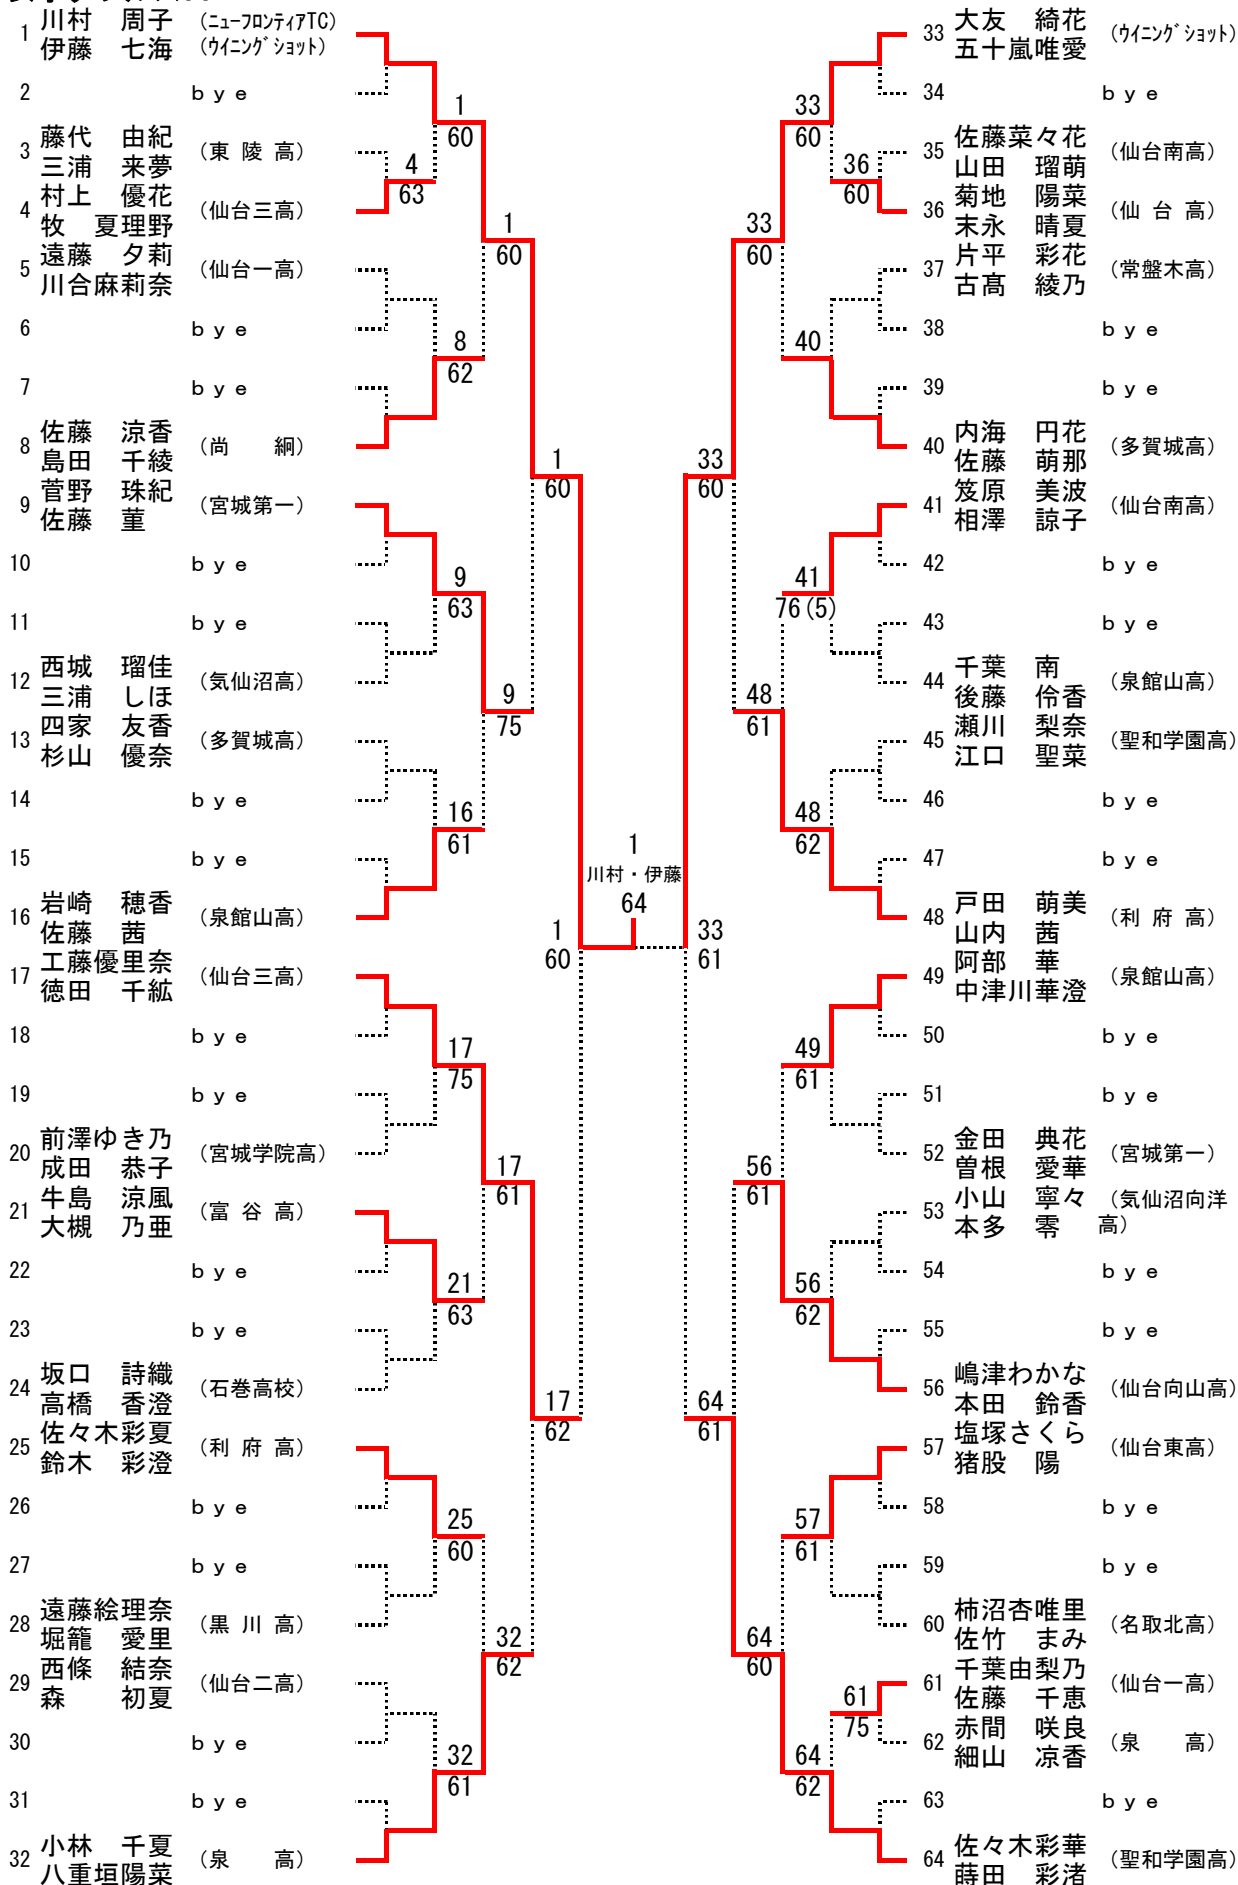 1 川村　周子 （ニューフロンティアTC）
伊藤　七海 （ウイニングショット）
2 ｂｙｅ
3 藤代　由紀 （東 陵 高）
三浦　来夢
4 村上　優花 （仙台三高）
牧　夏理野
5 遠藤　夕莉 （仙台一高）
川合麻莉奈
6 ｂｙｅ
7 ｂｙｅ
8 佐藤　涼香 （尚　　絅）
島田　千綾
9 菅野　珠紀 （宮城第一）
佐藤　菫
10 ｂｙｅ
11 ｂｙｅ
12 西城　瑠佳 （気仙沼高）
三浦　しほ
13 四家　友香 （多賀城高）
杉山　優奈
14 ｂｙｅ
15 ｂｙｅ
16 岩崎　穂香 （泉館山高）
佐藤　茜
17 工藤優里奈 （仙台三高）
徳田　千紘
18 ｂｙｅ
19 ｂｙｅ
20 前澤ゆき乃 （宮城学院高）
成田　恭子
21 牛島　涼風 （富 谷 高）
大槻　乃亜
22 ｂｙｅ
23 ｂｙｅ
24 坂口　詩織 （石巻高校）
高橋　香澄
25 佐々木彩夏 （利 府 高）
鈴木　彩澄
26 ｂｙｅ
27 ｂｙｅ
28 遠藤絵理奈 （黒 川 高）
堀籠　愛里
29 西條　結奈 （仙台二高）
森　　初夏
30 ｂｙｅ
31 ｂｙｅ
32 小林　千夏 （泉　　高）
八重垣陽菜
1
60
4
63
8
62
9
63
16
61
17
75
21
63
25
60
32
61
1
60
9
75
17
61
32
62
1
60
17
62
1
60
1
川村・伊藤
64
33
61
33
60
64
61
33
60
48
61
56
61
64
60
33
60
36
60
40
41
76(5)
48
62
49
61
56
62
57
61
61
75
64
62
33 大友　綺花 （ウイニングショット）
五十嵐唯愛
34 ｂｙｅ
35 佐藤菜々花 （仙台南高）
山田　瑠萌
36 菊地　陽菜 （仙 台 高）
末永　晴夏
37 片平　彩花 （常盤木高）
古髙　綾乃
38 ｂｙｅ
39 ｂｙｅ
40 内海　円花 （多賀城高）
佐藤　萌那
41 笈原　美波 （仙台南高）
相澤　諒子
42 ｂｙｅ
43 ｂｙｅ
44 千葉　南 （泉館山高）
後藤　伶香
45 瀬川　梨奈 （聖和学園高）
江口　聖菜
46 ｂｙｅ
47 ｂｙｅ
48 戸田　萌美 （利 府 高）
山内　茜
49 阿部　華 （泉館山高）
中津川華澄
50 ｂｙｅ
51 ｂｙｅ
52 金田　典花 （宮城第一）
曽根　愛華
53 小山　寧々 （気仙沼向洋
本多　零 高）
54 ｂｙｅ
55 ｂｙｅ
56 嶋津わかな （仙台向山高）
本田　鈴香
57 塩塚さくら （仙台東高）
猪股　陽
58 ｂｙｅ
59 ｂｙｅ
60 柿沼杏唯里 （名取北高）
佐竹　まみ
61 千葉由梨乃 （仙台一高）
佐藤　千恵
62 赤間　咲良 （泉　　高）
細山　凉香
63 ｂｙｅ
64 佐々木彩華 （聖和学園高）
蒔田　彩渚